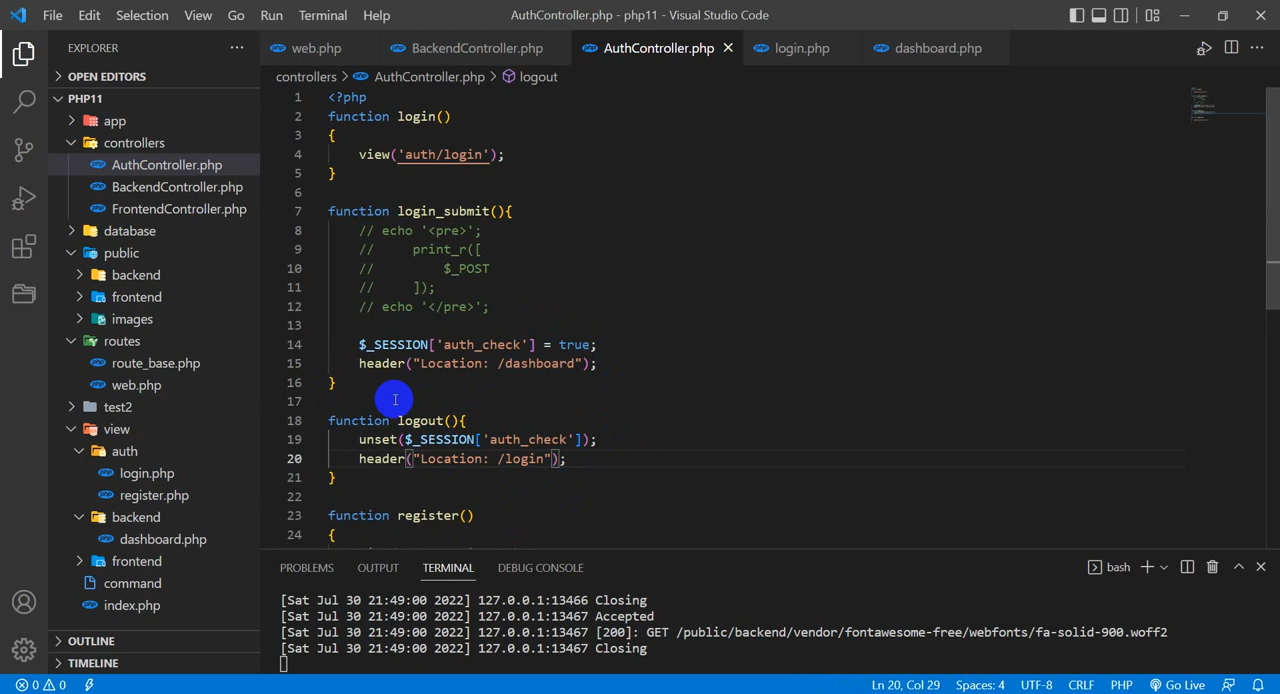 File Edit Selection View Go Run Terminal Help AuthController.php - php11 - Visual Studio Code
EXPLORER
OPEN EDITORS
PHP11
app
controllers
AuthController.php
BackendController.php
FrontendController.php
database
public
backend
frontend
images
routes
route_base.php
web.php
test2
view
auth
login.php
register.php
backend
dashboard.php
frontend
command
index.php
OUTLINE
TIMELINE
web.php BackendController.php AuthController.php login.php dashboard.php
controllers > AuthController.php > logout
1 <?php
2 function login()
3 {
4     view('auth/login');
5 }
6
7 function login_submit(){
8     // echo '<pre>';
9     //     print_r([
10     //         $_POST
11     //     ]);
12     // echo '</pre>';
13
14     $_SESSION['auth_check'] = true;
15     header("Location: /dashboard");
16 }
17
18 function logout(){
19     unset($_SESSION['auth_check']);
20     header("Location: /login");
21 }
22
23 function register()
24 {
PROBLEMS OUTPUT TERMINAL DEBUG CONSOLE bash
[Sat Jul 30 21:49:00 2022] 127.0.0.1:13466 Closing
[Sat Jul 30 21:49:00 2022] 127.0.0.1:13467 Accepted
[Sat Jul 30 21:49:00 2022] 127.0.0.1:13467 [200]: GET /public/backend/vendor/fontawesome-free/webfonts/fa-solid-900.woff2
[Sat Jul 30 21:49:00 2022] 127.0.0.1:13467 Closing
0 0 Ln 20, Col 29 Spaces: 4 UTF-8 CRLF PHP Go Live